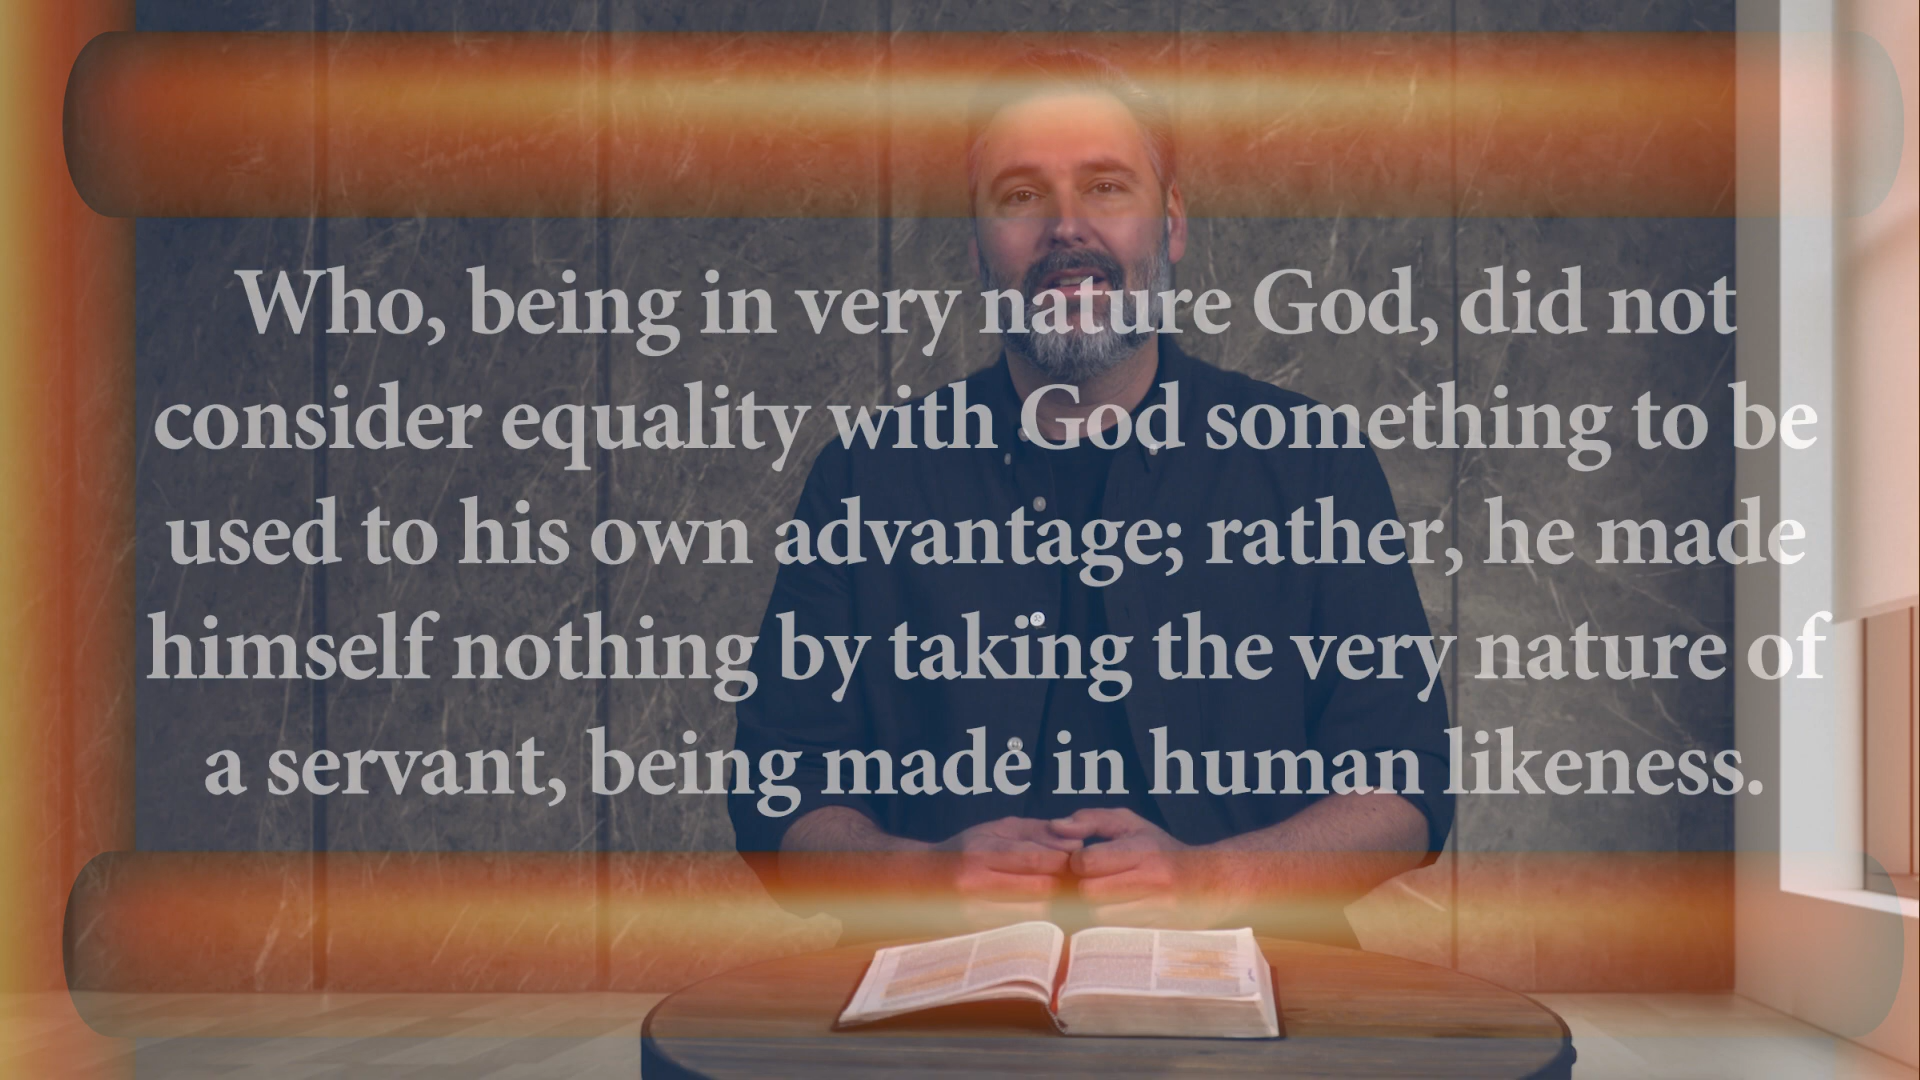 Who, being in very nature God, did not
consider equality with God something to be
used to his own advantage; rather, he made
himself nothing by taking the very nature of
a servant, being made in human likeness.